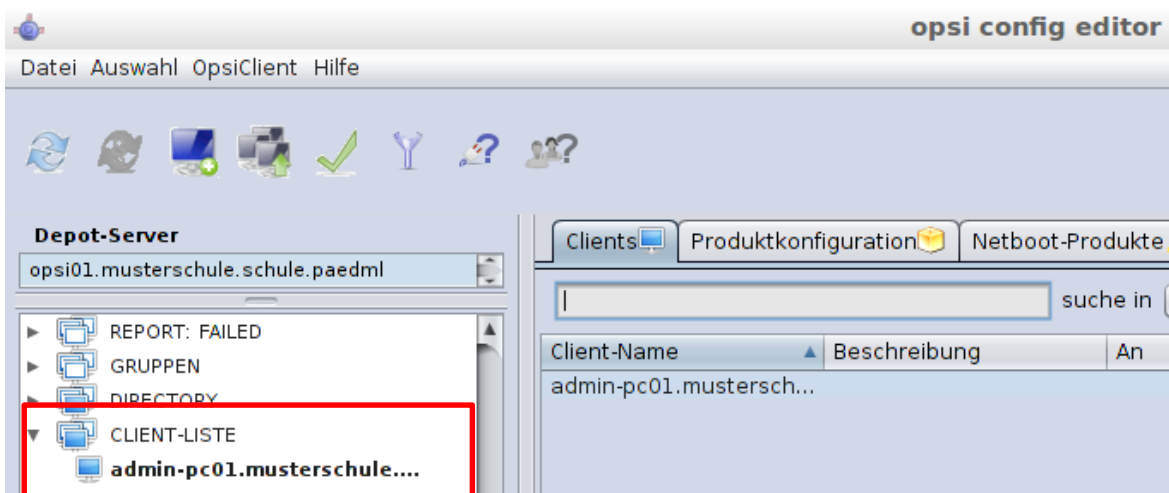 opsi config editor
Datei Auswahl OpsiClient Hilfe
Depot-Server
opsi01.musterschule.schule.paedml
REPORT: FAILED
GRUPPEN
DIRECTORY
CLIENT-LISTE
admin-pc01.musterschule....
Clients Produktkonfiguration Netboot-Produkte
suche in
Client-Name Beschreibung An
admin-pc01.mustersch...